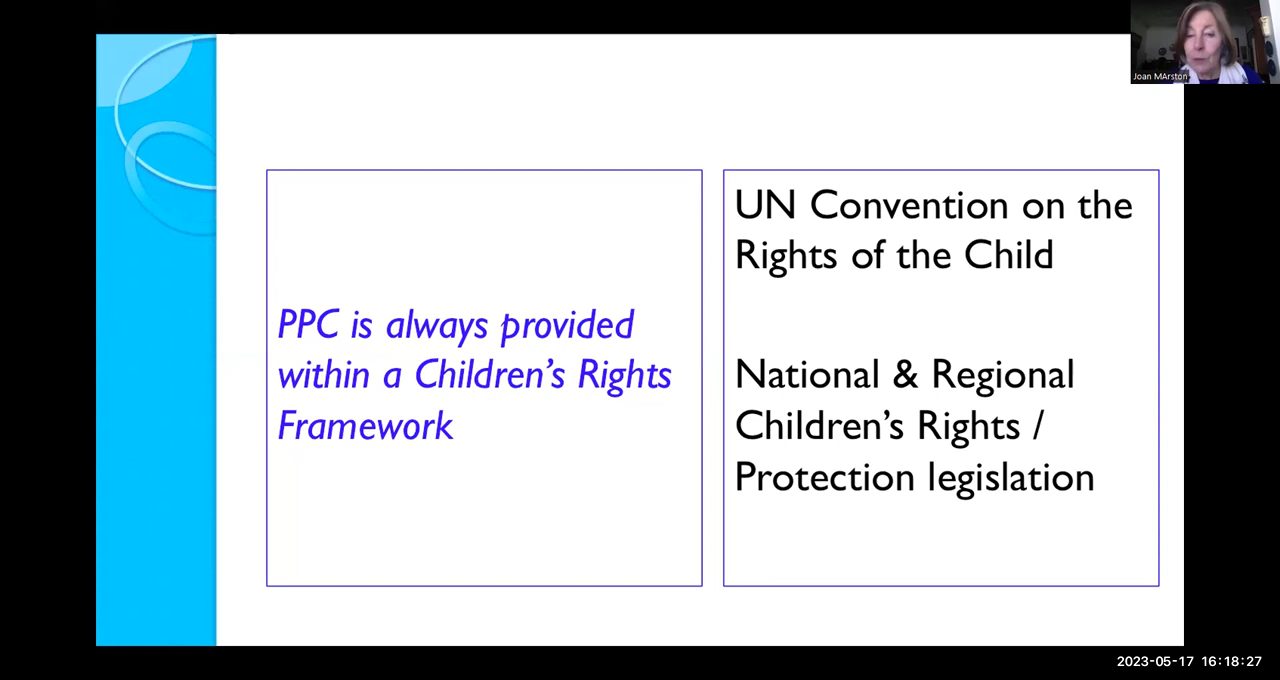 Joan MArston
PPC is always provided
within a Children's Rights
Framework
UN Convention on the
Rights of the Child
National & Regional
Children's Rights /
Protection legislation
2023-05-17 16:18:27